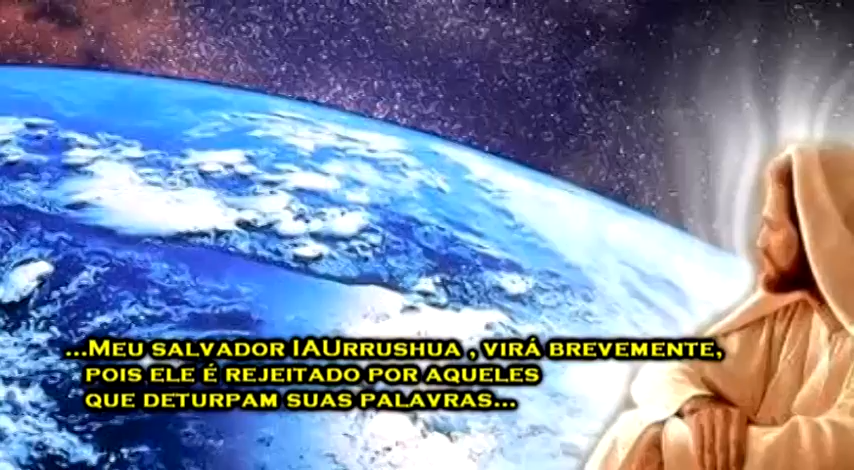 ...Meu salvador IAUrrushua , virá brevemente,
pois ele é rejeitado por aqueles
que deturpam suas palavras...